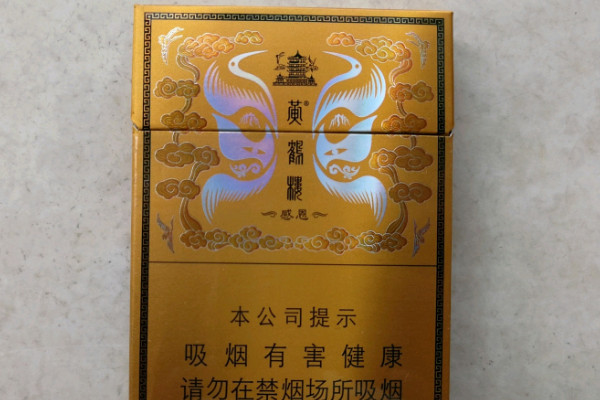 黄鹤楼®
感恩
本公司提示
吸烟有害健康
请勿在禁烟场所吸烟